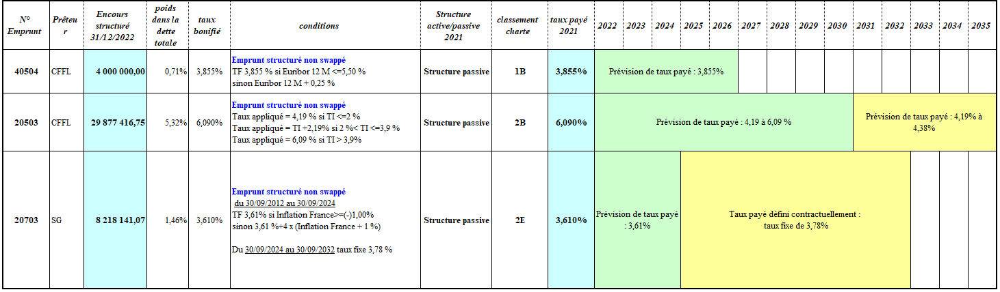 N°
Emprunt
Prêteu
r
Encours
structuré
31/12/2022
poids
dans la
dette
totale
taux
bonifié
conditions
Structure
active/passive
2021
classement
charte
taux payé
2021
2022
2023
2024
2025
2026
2027
2028
2029
2030
2031
2032
2033
2034
2035
40504
CFFL
4 000 000,00
0,71%
3,855%
Emprunt structuré non swappé
TF 3,855 % si Euribor 12 M <=5,50 %
sinon Euribor 12 M + 0,25 %
Structure passive
1B
3,855%
Prévision de taux payé : 3,855%
20503
CFFL
29 877 416,75
5,32%
6,090%
Emprunt structuré non swappé
Taux appliqué = 4,19 % si TI <=2 %
Taux appliqué = TI +2,19% si 2 %< TI <=3,9 %
Taux appliqué = 6,09 % si TI > 3,9%
Structure passive
2B
6,090%
Prévision de taux payé : 4,19 à 6,09 %
Prévision de taux payé : 4,19% à
4,38%
20703
SG
8 218 141,07
1,46%
3,610%
Emprunt structuré non swappé
du 30/09/2012 au 30/09/2024
TF 3,61% si Inflation France>=(-)1,00%
sinon 3,61 %+4 x (Inflation France + 1 %)
Du 30/09/2024 au 30/09/2032 taux fixe 3,78 %
Structure passive
2E
3,610%
Prévision de taux payé
: 3,61%
Taux payé défini contractuellement :
taux fixe de 3,78%